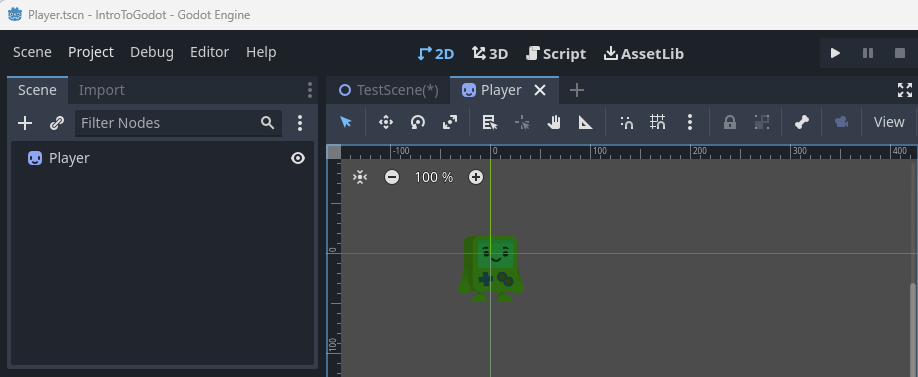 Player.tscn - IntroToGodot - Godot Engine
Scene Project Debug Editor Help 2D 3D Script AssetLib
Scene Import TestScene(*) Player
Filter Nodes View
-100 0 100 200 300 400
Player
100 %
0
100